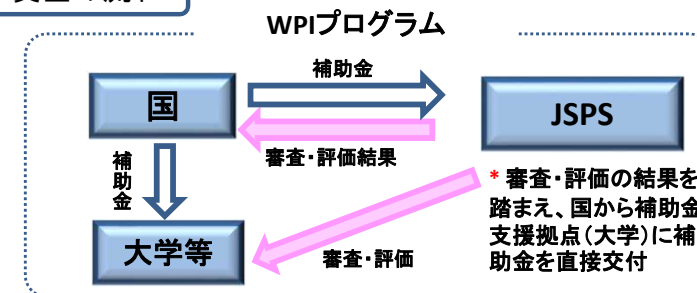 WPIプログラム
補助金
国
JSPS
審査・評価結果
補助金
* 審査・評価の結果を
踏まえ、国から補助金
支援拠点(大学)に補
助金を直接交付
大学等
審査・評価